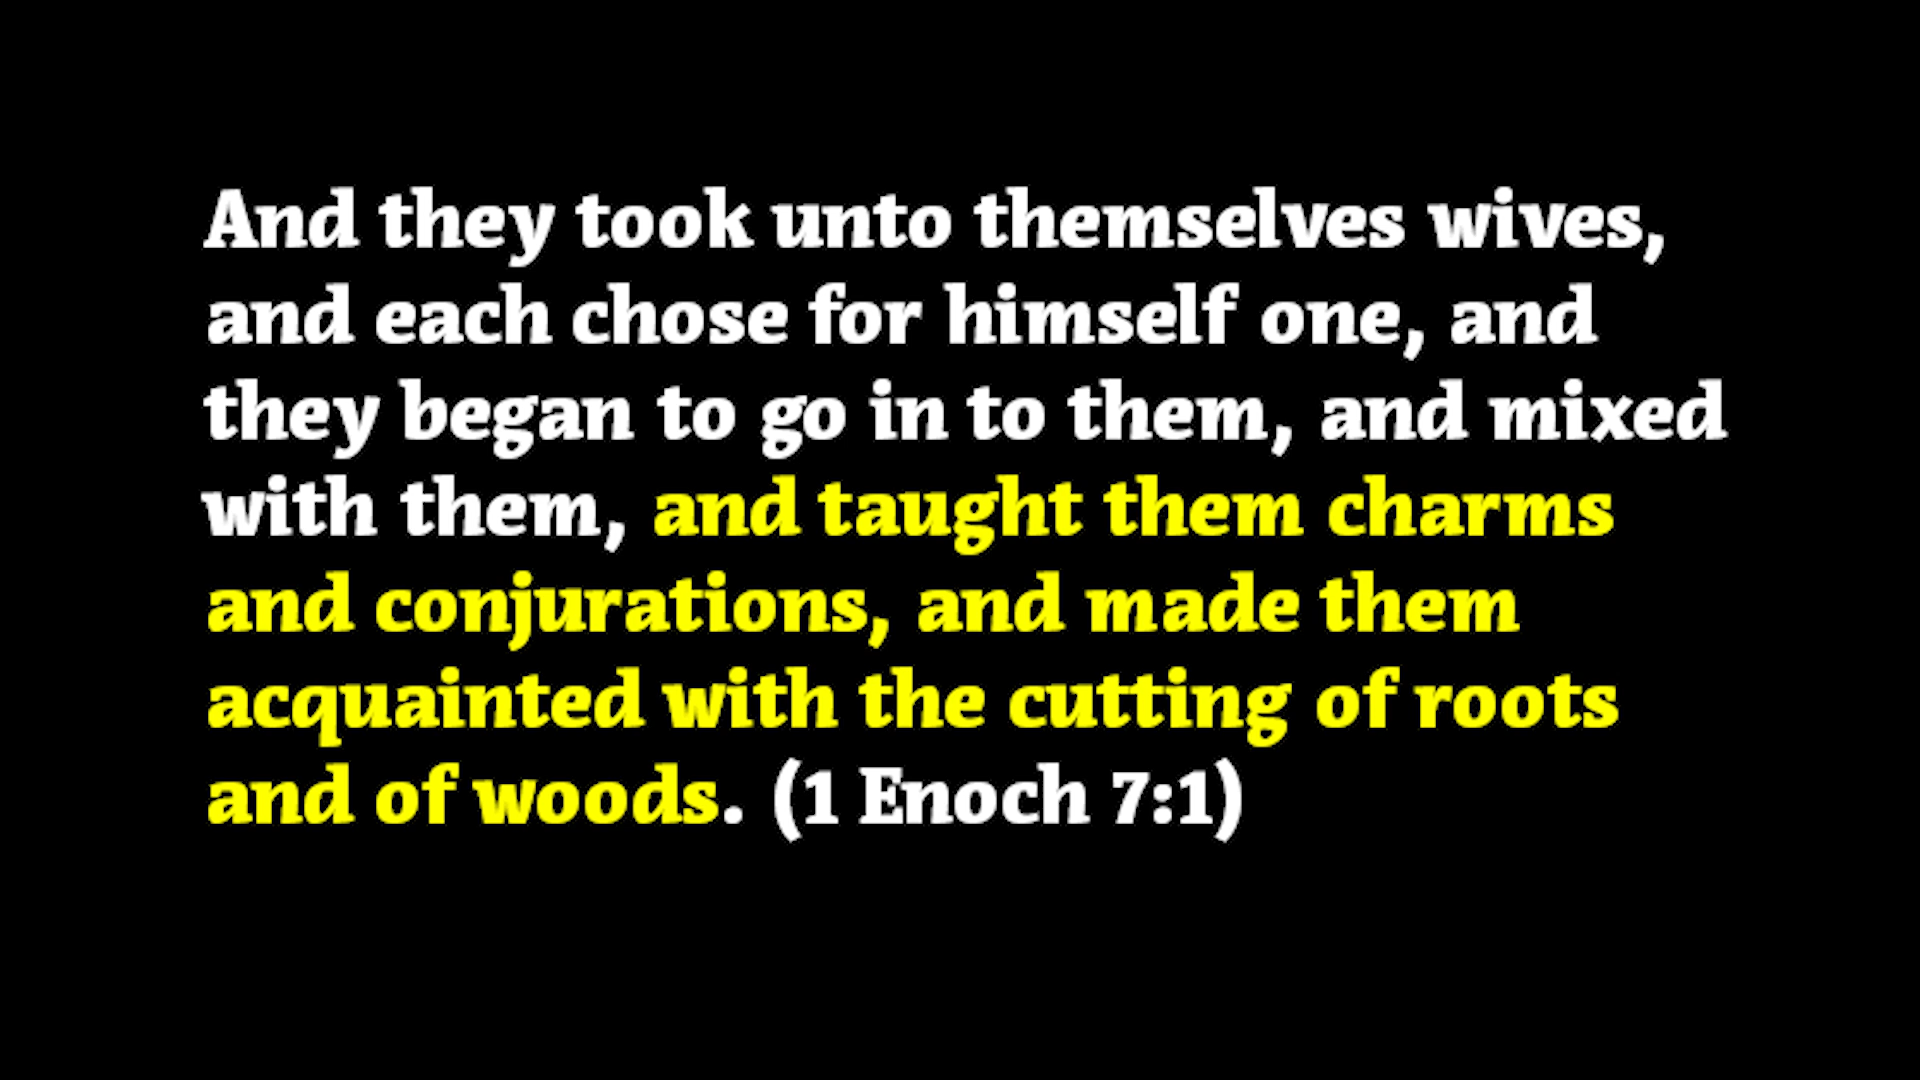 And they took unto themselves wives,
and each chose for himself one, and
they began to go in to them, and mixed
with them, and taught them charms
and conjurations, and made them
acquainted with the cutting of roots
and of woods. (1 Enoch 7:1)